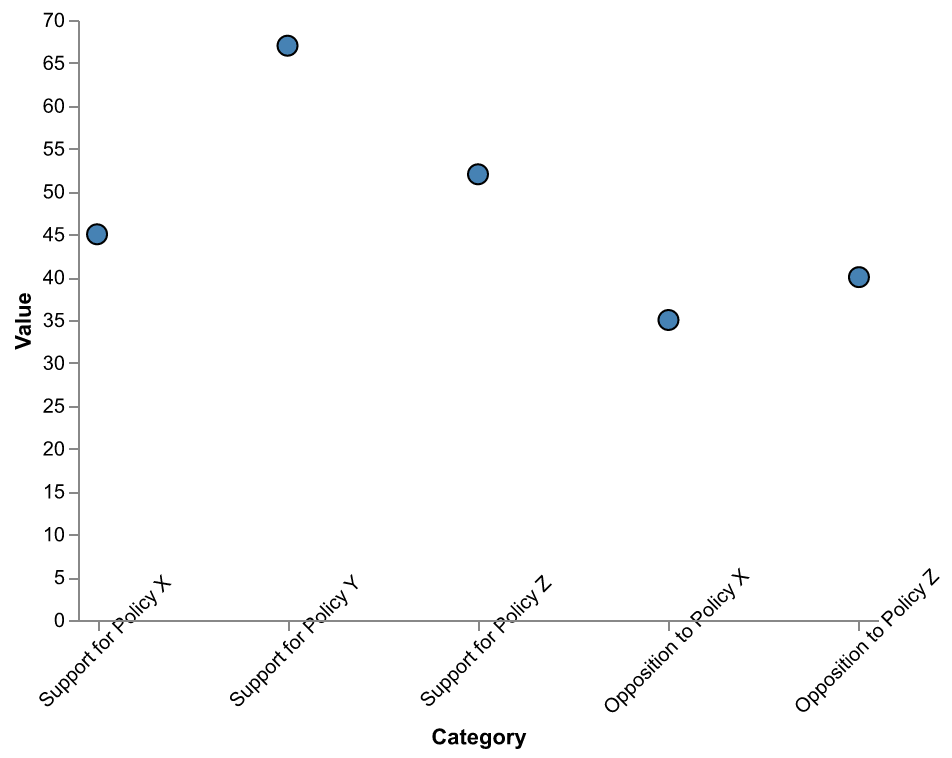 70
65
60
55
50
45
40
35
30
25
20
15
10
5
0
Value
Support for Policy X
Support for Policy Y
Support for Policy Z
Opposition to Policy X
Opposition to Policy Z
Category